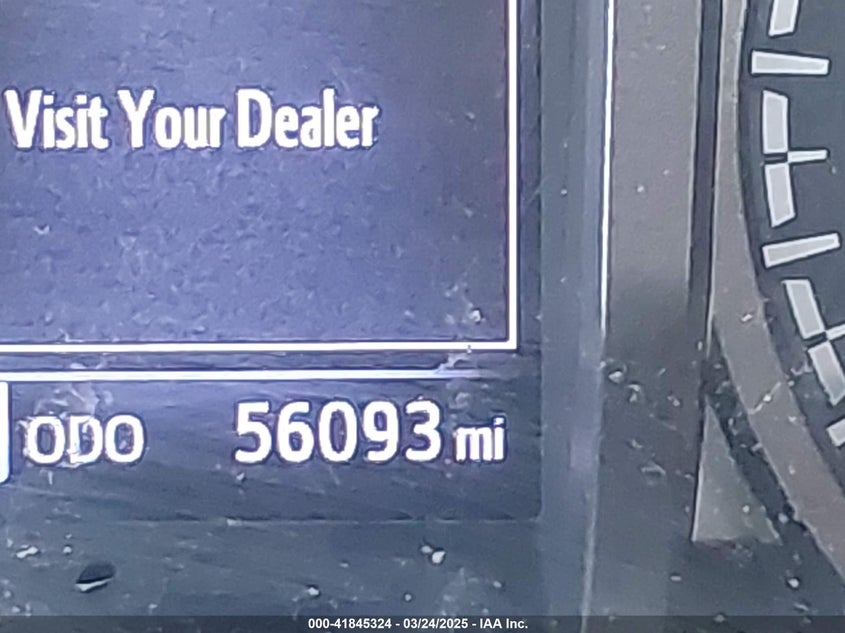 Visit Your Dealer
ODO 56093 mi
000-41845324 - 03/24/2025 - IAA Inc.